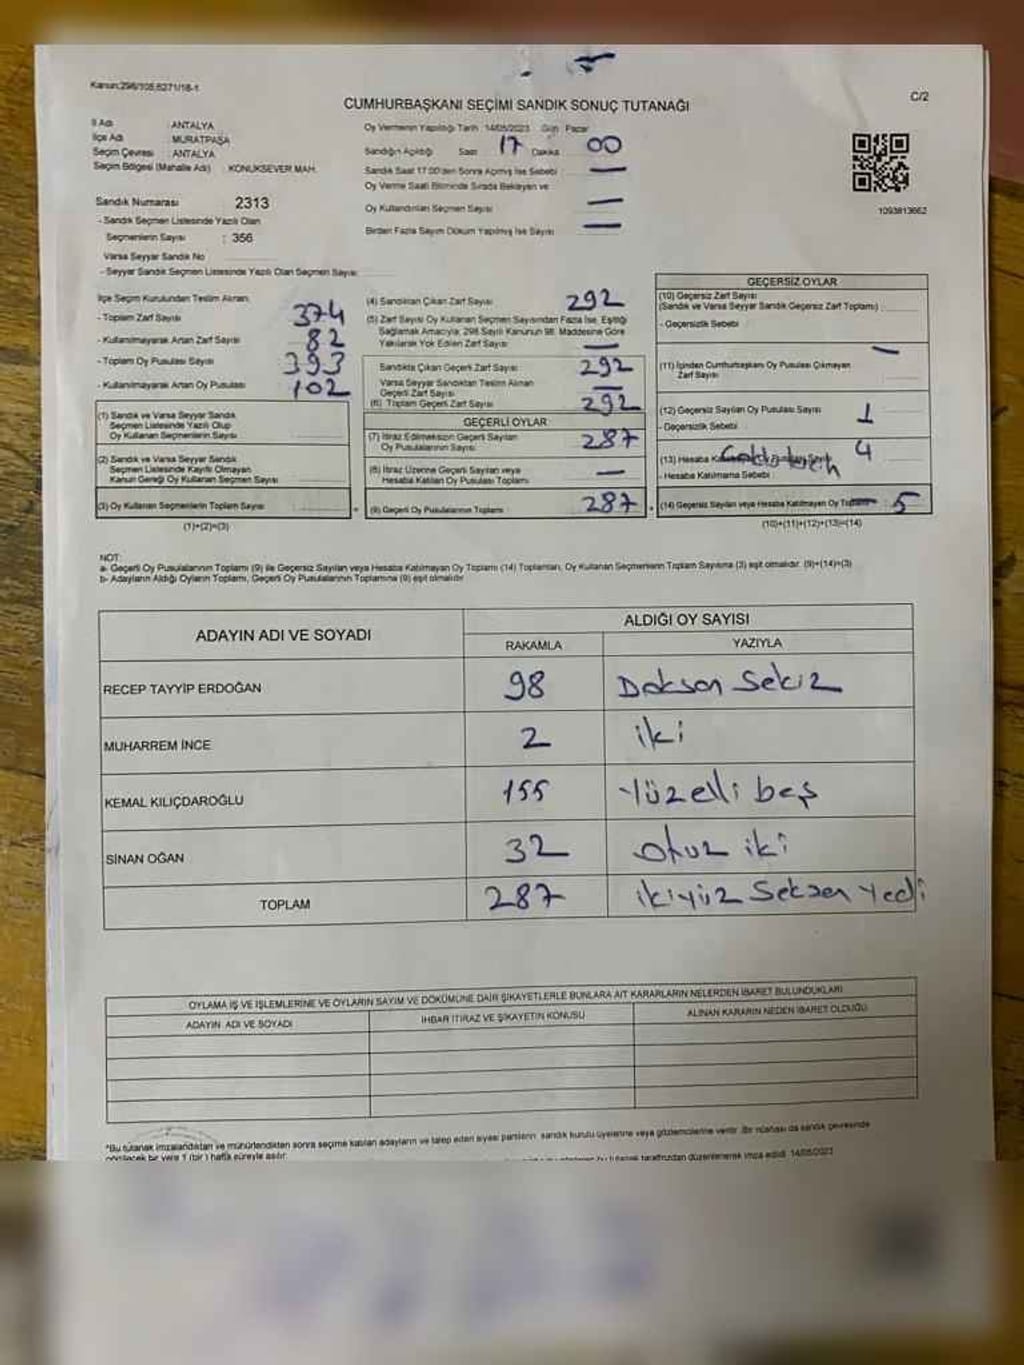 Kanun:298/105,6271/18-1
C/2
CUMHURBAŞKANI SEÇİMİ SANDIK SONUÇ TUTANAĞI
İl Adı : ANTALYA
İlçe Adı : MURATPAŞA
Seçim Çevresi : ANTALYA
Seçim Bölgesi (Mahalle Adı) : KONUKSEVER MAH.
Sandık Numarası 2313
- Sandık Seçmen Listesinde Yazılı Olan
Seçmenlerin Sayısı : 356
Varsa Seyyar Sandık No
- Seyyar Sandık Seçmen Listesinde Yazılı Olan Seçmen Sayısı
Oy Vermenin Yapıldığı Tarih : 14/05/2023 Gün : Pazar
Sandığın Açıldığı Saat 17 Dakika 00
Sandık Saat 17:00'den Sonra Açılmış İse Sebebi —
Oy Verme Saati Bitiminde Sırada Bekleyen ve
Oy Kullandırılan Seçmen Sayısı —
Birden Fazla Sayım Döküm Yapılmış İse Sayısı —
1093813662
İlçe Seçim Kurulundan Teslim Alınan;
- Toplam Zarf Sayısı 374
- Kullanılmayarak Artan Zarf Sayısı 82
- Toplam Oy Pusulası Sayısı 393
- Kullanılmayarak Artan Oy Pusulası 102
(1) Sandık ve Varsa Seyyar Sandık
Seçmen Listesinde Yazılı Olup
Oy Kullanan Seçmenlerin Sayısı
(2) Sandık ve Varsa Seyyar Sandık
Seçmen Listesinde Kayıtlı Olmayan
Kanun Gereği Oy Kullanan Seçmen Sayısı
(3) Oy Kullanan Seçmenlerin Toplam Sayısı
(1)+(2)=(3)
(4) Sandıktan Çıkan Zarf Sayısı 292
(5) Zarf Sayısı Oy Kullanan Seçmen Sayısından Fazla İse, Eşitliği
Sağlamak Amacıyla; 298 Sayılı Kanunun 98. Maddesine Göre
Yakılarak Yok Edilen Zarf Sayısı —
Sandıkta Çıkan Geçerli Zarf Sayısı 292
Varsa Seyyar Sandıktan Teslim Alınan
Geçerli Zarf Sayısı —
(6) Toplam Geçerli Zarf Sayısı 292
GEÇERLİ OYLAR
(7) İtiraz Edilmeksizin Geçerli Sayılan
Oy Pusulalarının Sayısı 287
(8) İtiraz Üzerine Geçerli Sayılan veya
Hesaba Katılan Oy Pusulası Toplamı —
(9) Geçerli Oy Pusulalarının Toplamı 287
GEÇERSİZ OYLAR
(10) Geçersiz Zarf Sayısı
(Sandık ve Varsa Seyyar Sandık Geçersiz Zarf Toplamı)
- Geçersizlik Sebebi
—
(11) İçinden Cumhurbaşkanı Oy Pusulası Çıkmayan
Zarf Sayısı
(12) Geçersiz Sayılan Oy Pusulası Sayısı 1
- Geçersizlik Sebebi
(13) Hesaba 4
- Hesaba Katılmama Sebebi
(14) Geçersiz Sayılan veya Hesaba Katılmayan Oy Toplamı 5
(10)+(11)+(12)+(13)=(14)
NOT:
a- Geçerli Oy Pusulalarının Toplamı (9) ile Geçersiz Sayılan veya Hesaba Katılmayan Oy Toplamı (14) Toplamları, Oy Kullanan Seçmenlerin Toplam Sayısına (3) eşit olmalıdır. (9)+(14)=(3)
b- Adayların Aldığı Oyların Toplamı, Geçerli Oy Pusulalarının Toplamına (9) eşit olmalıdır.
ADAYIN ADI VE SOYADI
ALDIĞI OY SAYISI
RAKAMLA YAZIYLA
RECEP TAYYİP ERDOĞAN 98 Doksan Sekiz
MUHARREM İNCE 2 iki
KEMAL KILIÇDAROĞLU 155 Yüzelli beş
SİNAN OĞAN 32 otuz iki
TOPLAM 287 ikiyüz Seksen Yedi
OYLAMA İŞ VE İŞLEMLERİNE VE OYLARIN SAYIM VE DÖKÜMÜNE DAİR ŞİKAYETLERLE BUNLARA AİT KARARLARIN NELERDEN İBARET BULUNDUKLARI
ADAYIN ADI VE SOYADI İHBAR İTİRAZ VE ŞİKAYETİN KONUSU ALINAN KARARIN NEDEN İBARET OLDUĞU
*Bu tutanak imzalandıktan ve mühürlendikten sonra seçime katılan adayların ve talep eden siyasi partilerin sandık kurulu üyelerine veya gözlemcilerine verilir. Bir nüshası da sandık çevresinde
görülecek bir yere 1 (bir) hafta süreyle asılır. bu tutanak tarafımızdan düzenlenerek imza edildi. 14/05/2023